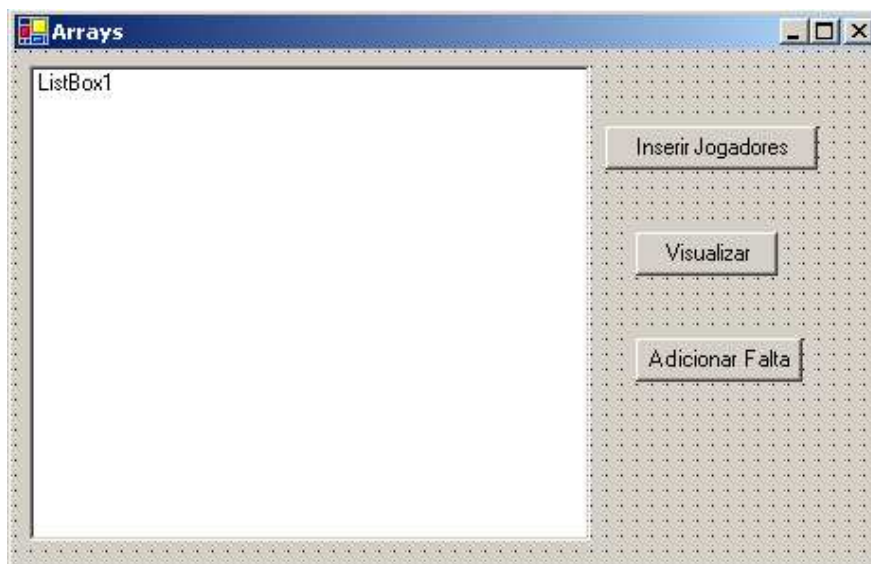 Arrays
ListBox1
Inserir Jogadores
Visualizar
Adicionar Falta